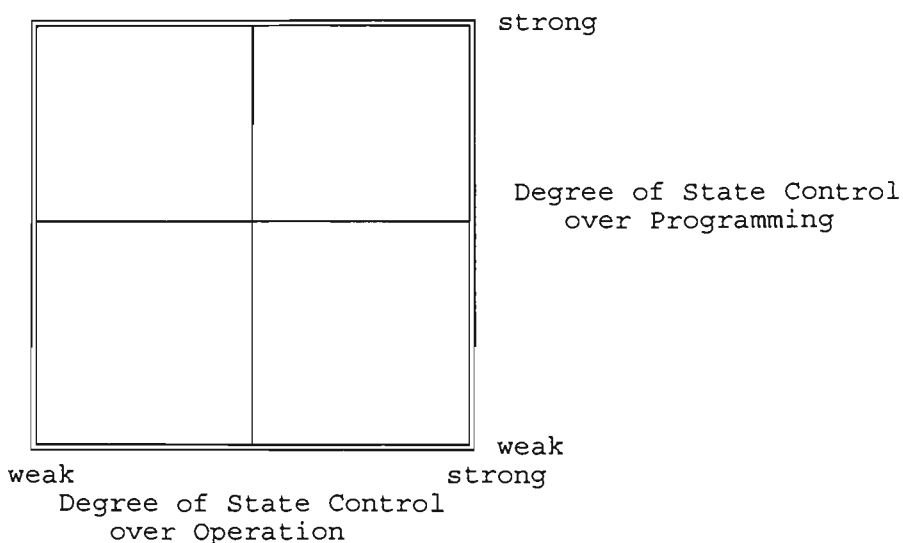 strong
Degree of State Control
over Programming
weak
weak
strong
Degree of State Control
over Operation